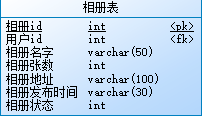 相册表
相册id int <pk>
用户id int <fk>
相册名字 varchar(50)
相册张数 int
相册地址 varchar(100)
相册发布时间 varchar(30)
相册状态 int